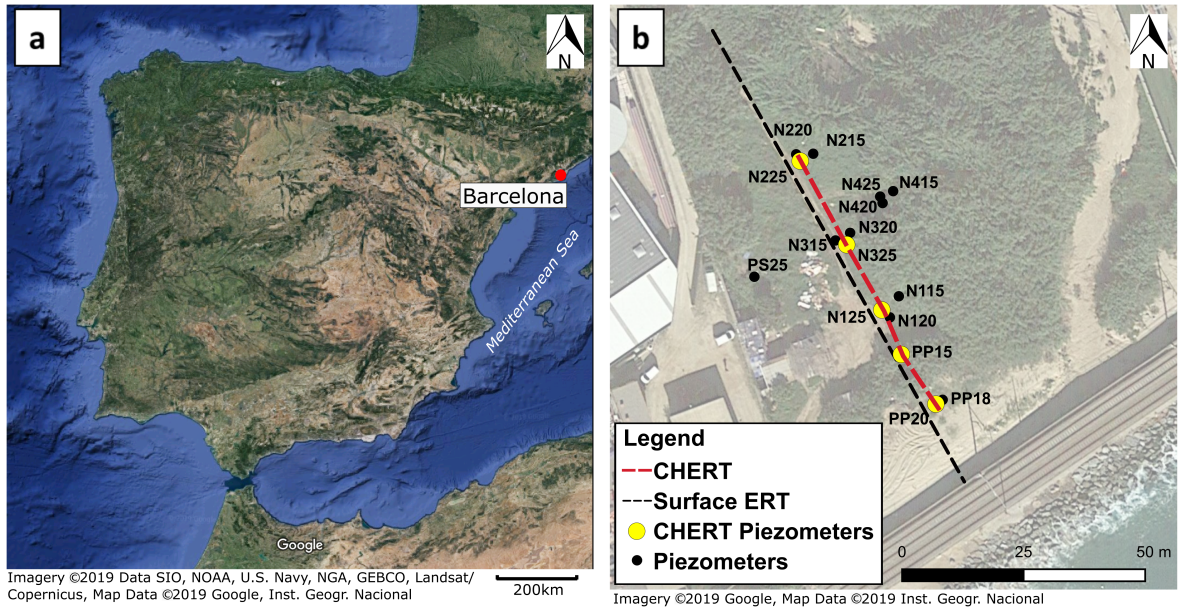 a
N
Barcelona
Mediterranean Sea
Google
Imagery ©2019 Data SIO, NOAA, U.S. Navy, NGA, GEBCO, Landsat/
Copernicus, Map Data ©2019 Google, Inst. Geogr. Nacional
200km
b
N
N220
N215
N225
N425
N415
N420
N320
N315
N325
PS25
N115
N125
N120
PP15
PP18
PP20
Legend
CHERT
Surface ERT
CHERT Piezometers
Piezometers
0 25 50 m
Imagery ©2019 Google, Map Data ©2019 Inst. Geogr. Nacional